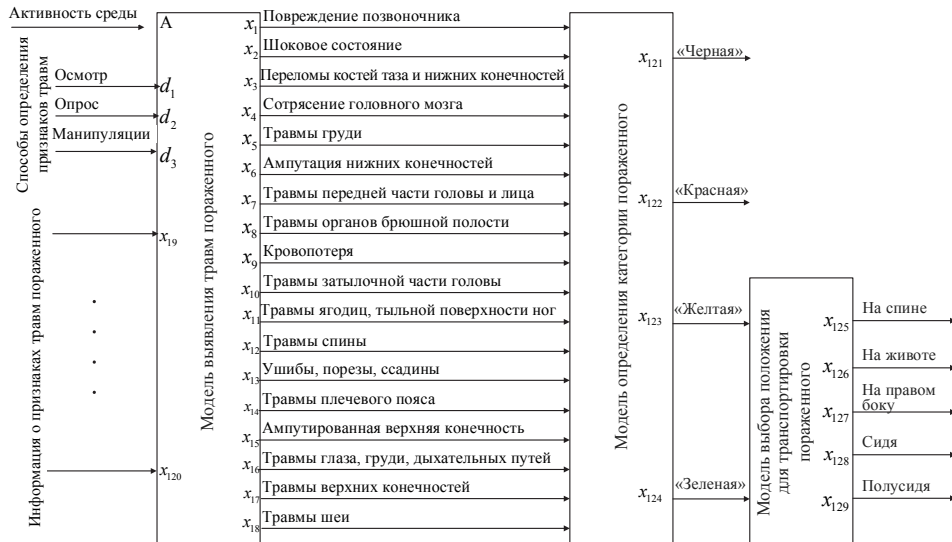 Активность среды
Способы определения
признаков травм
Осмотр
Опрос
Манипуляции
Информация о признаках травм пораженного
A
d1
d2
d3
x19
x120
Модель выявления травм пораженного
x1 Повреждение позвоночника
x2 Шоковое состояние
x3 Переломы костей таза и нижних конечностей
x4 Сотрясение головного мозга
x5 Травмы груди
x6 Ампутация нижних конечностей
x7 Травмы передней части головы и лица
x8 Травмы органов брюшной полости
x9 Кровопотеря
x10 Травмы затылочной части головы
x11 Травмы ягодиц, тыльной поверхности ног
x12 Травмы спины
x13 Ушибы, порезы, ссадины
x14 Травмы плечевого пояса
x15 Ампутированная верхняя конечность
x16 Травмы глаза, груди, дыхательных путей
x17 Травмы верхних конечностей
x18 Травмы шеи
Модель определения категории пораженного
x121 «Черная»
x122 «Красная»
x123 «Желтая»
x124 «Зеленая»
Модель выбора положения
для транспортировки
пораженного
x125 На спине
x126 На животе
x127 На правом
боку
x128 Сидя
x129 Полусидя